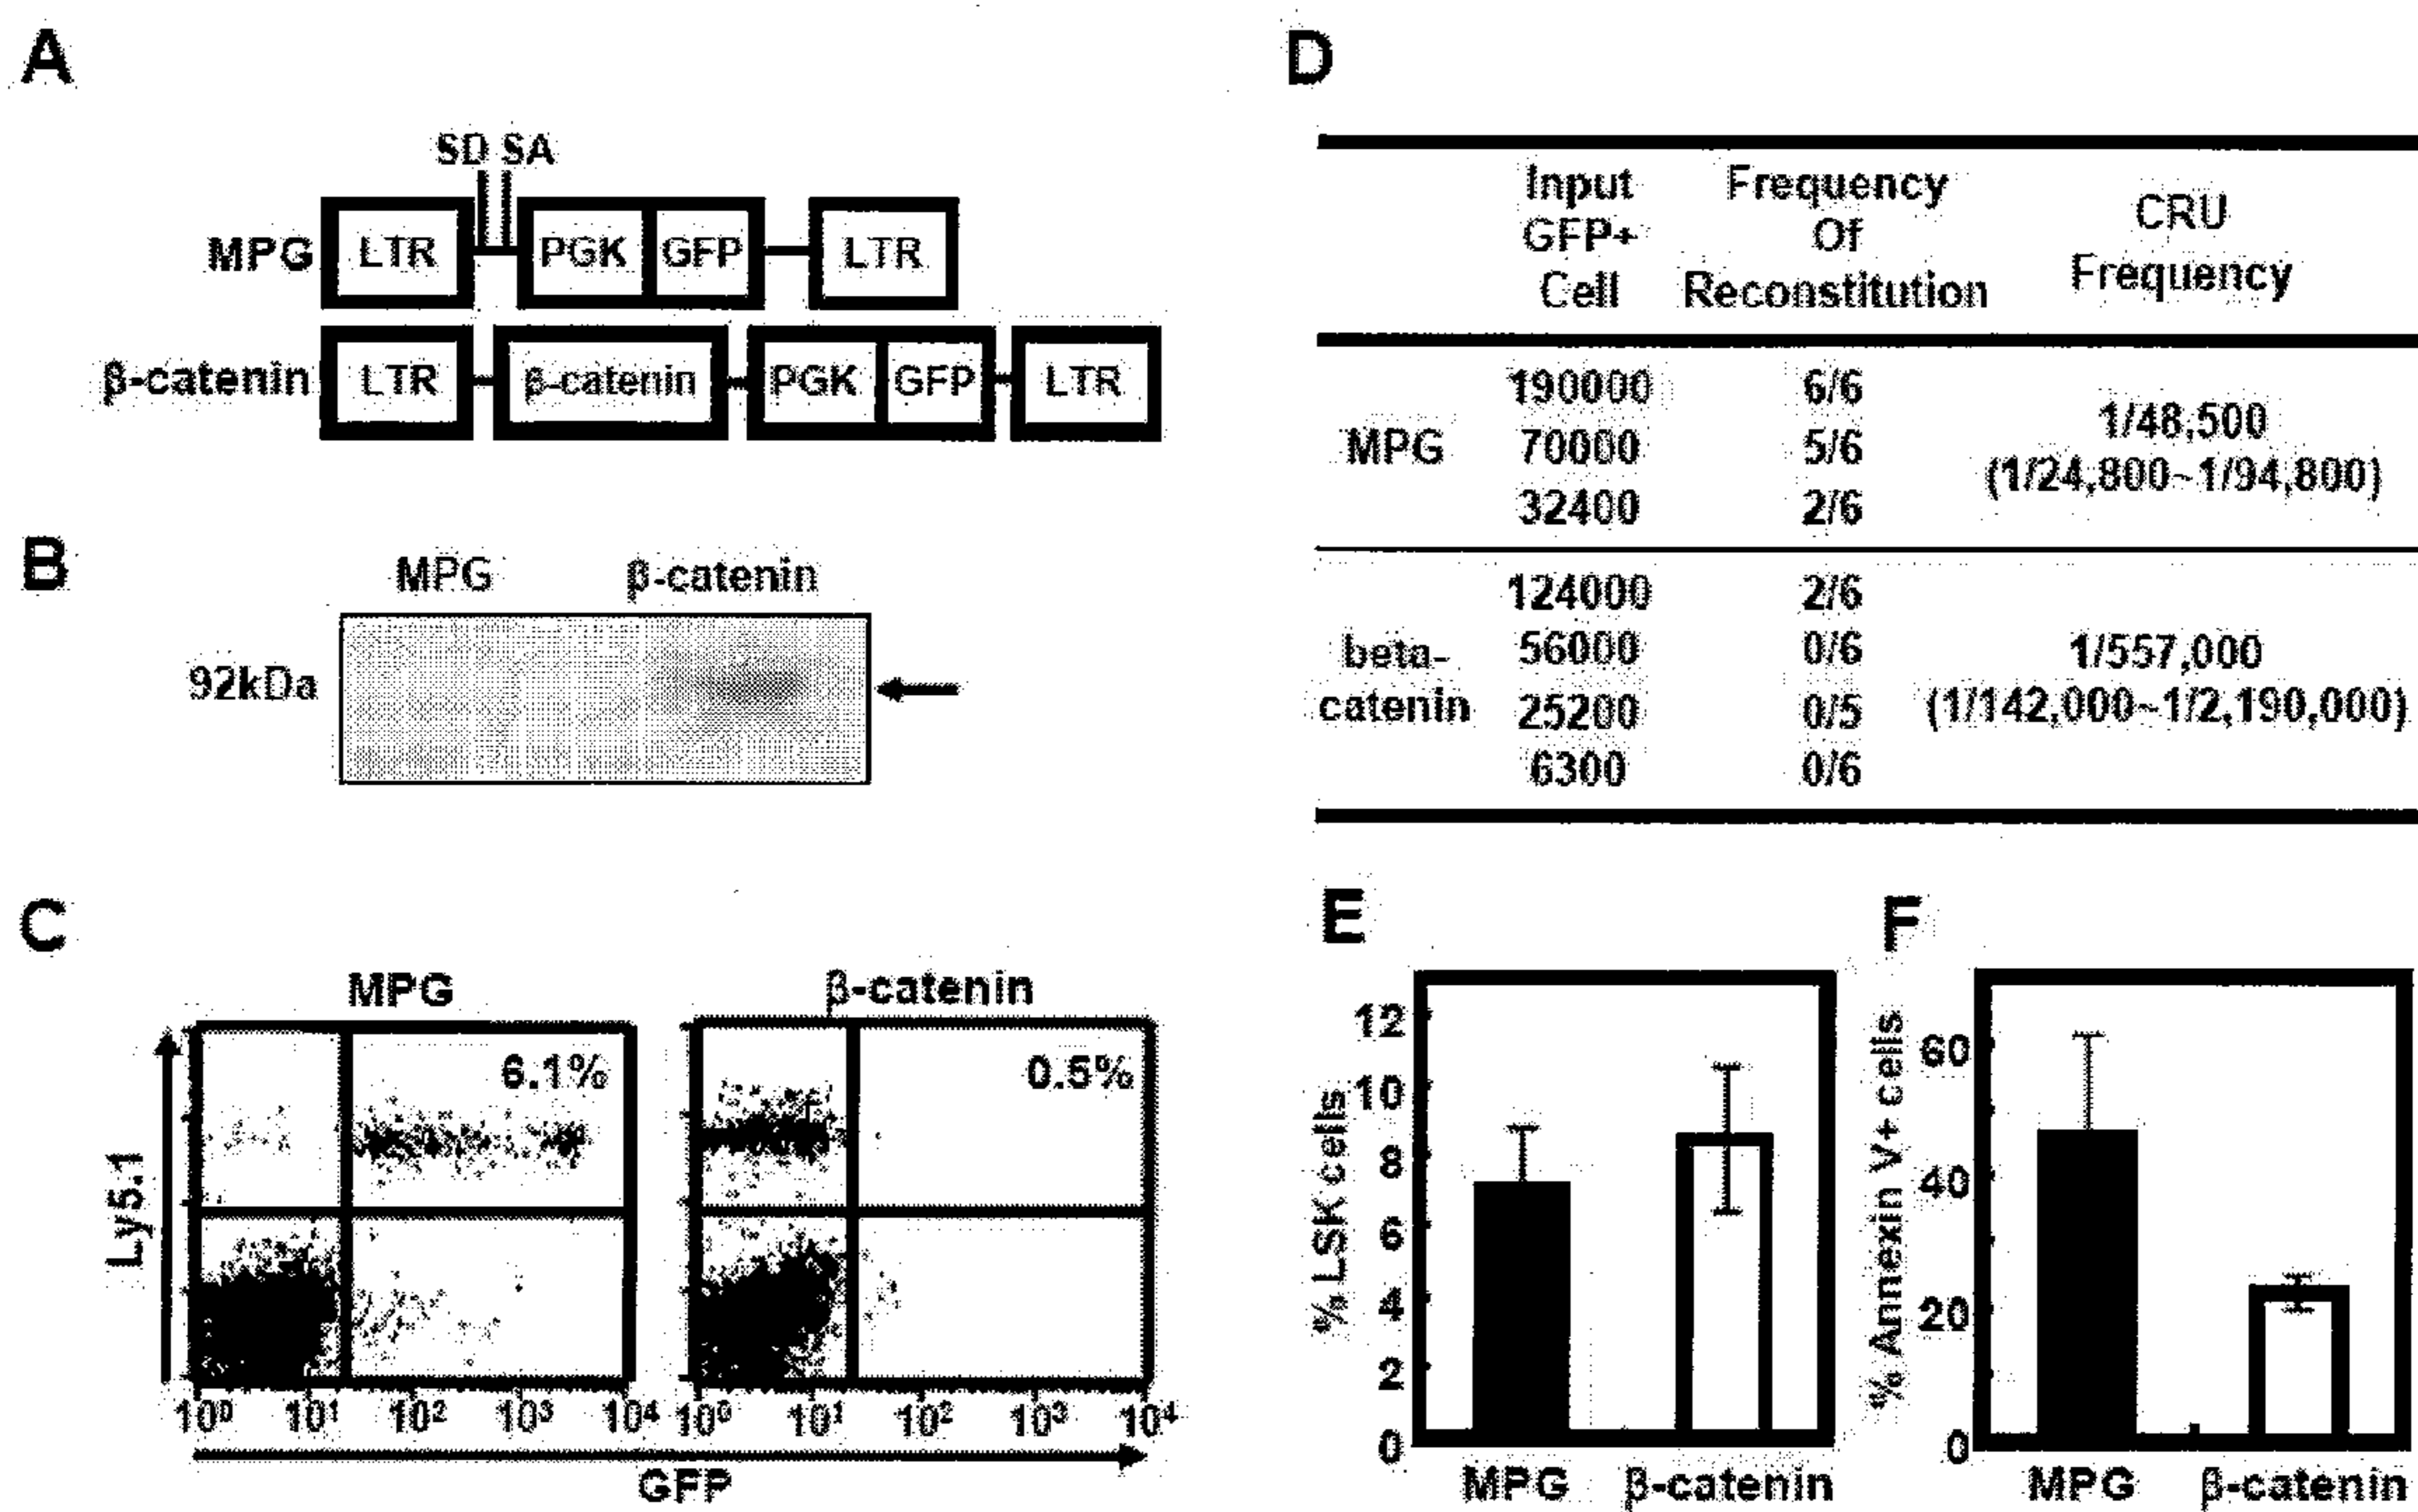 A
SD SA
MPG LTR PGK GFP LTR
β-catenin LTR β-catenin PGK GFP LTR
B
MPG β-catenin
92kDa
C
MPG β-catenin
6.1% 0.5%
Ly5.1
10⁰ 10¹ 10² 10³ 10⁴ 10⁰ 10¹ 10² 10³ 10⁴
GFP
D
Input GFP+ Cell
Frequency Of Reconstitution
CRU Frequency
MPG
190000 6/6
70000 5/6
32400 2/6
1/48,500
(1/24,800~1/94,800)
beta-
catenin
124000 2/6
56000 0/6
25200 0/5
6300 0/6
1/557,000
(1/142,000~1/2,190,000)
E
% LSK cells
12
10
8
6
4
2
0
MPG β-catenin
F
% Annexin V+ cells
60
40
20
0
MPG β-catenin